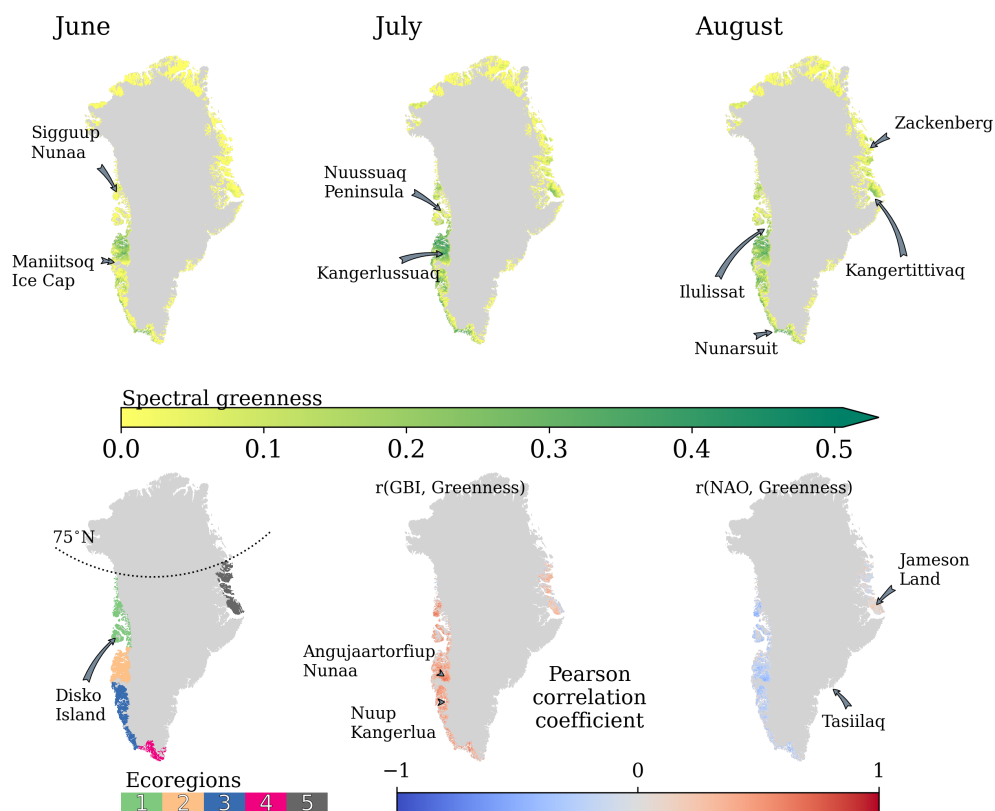 June
July
August
Sigguup
Nunaa
Maniitsoq
Ice Cap
Nuussuaq
Peninsula
Kangerlussuaq
Zackenberg
Kangertittivaq
Ilulissat
Nunarsuit
Spectral greenness
0.0
0.1
0.2
0.3
0.4
0.5
75°N
Disko
Island
Ecoregions
1
2
3
4
5
r(GBI, Greenness)
Angujaartorfiup
Nunaa
Nuup
Kangerlua
Pearson
correlation
coefficient
r(NAO, Greenness)
Jameson
Land
Tasiilaq
−1
0
1